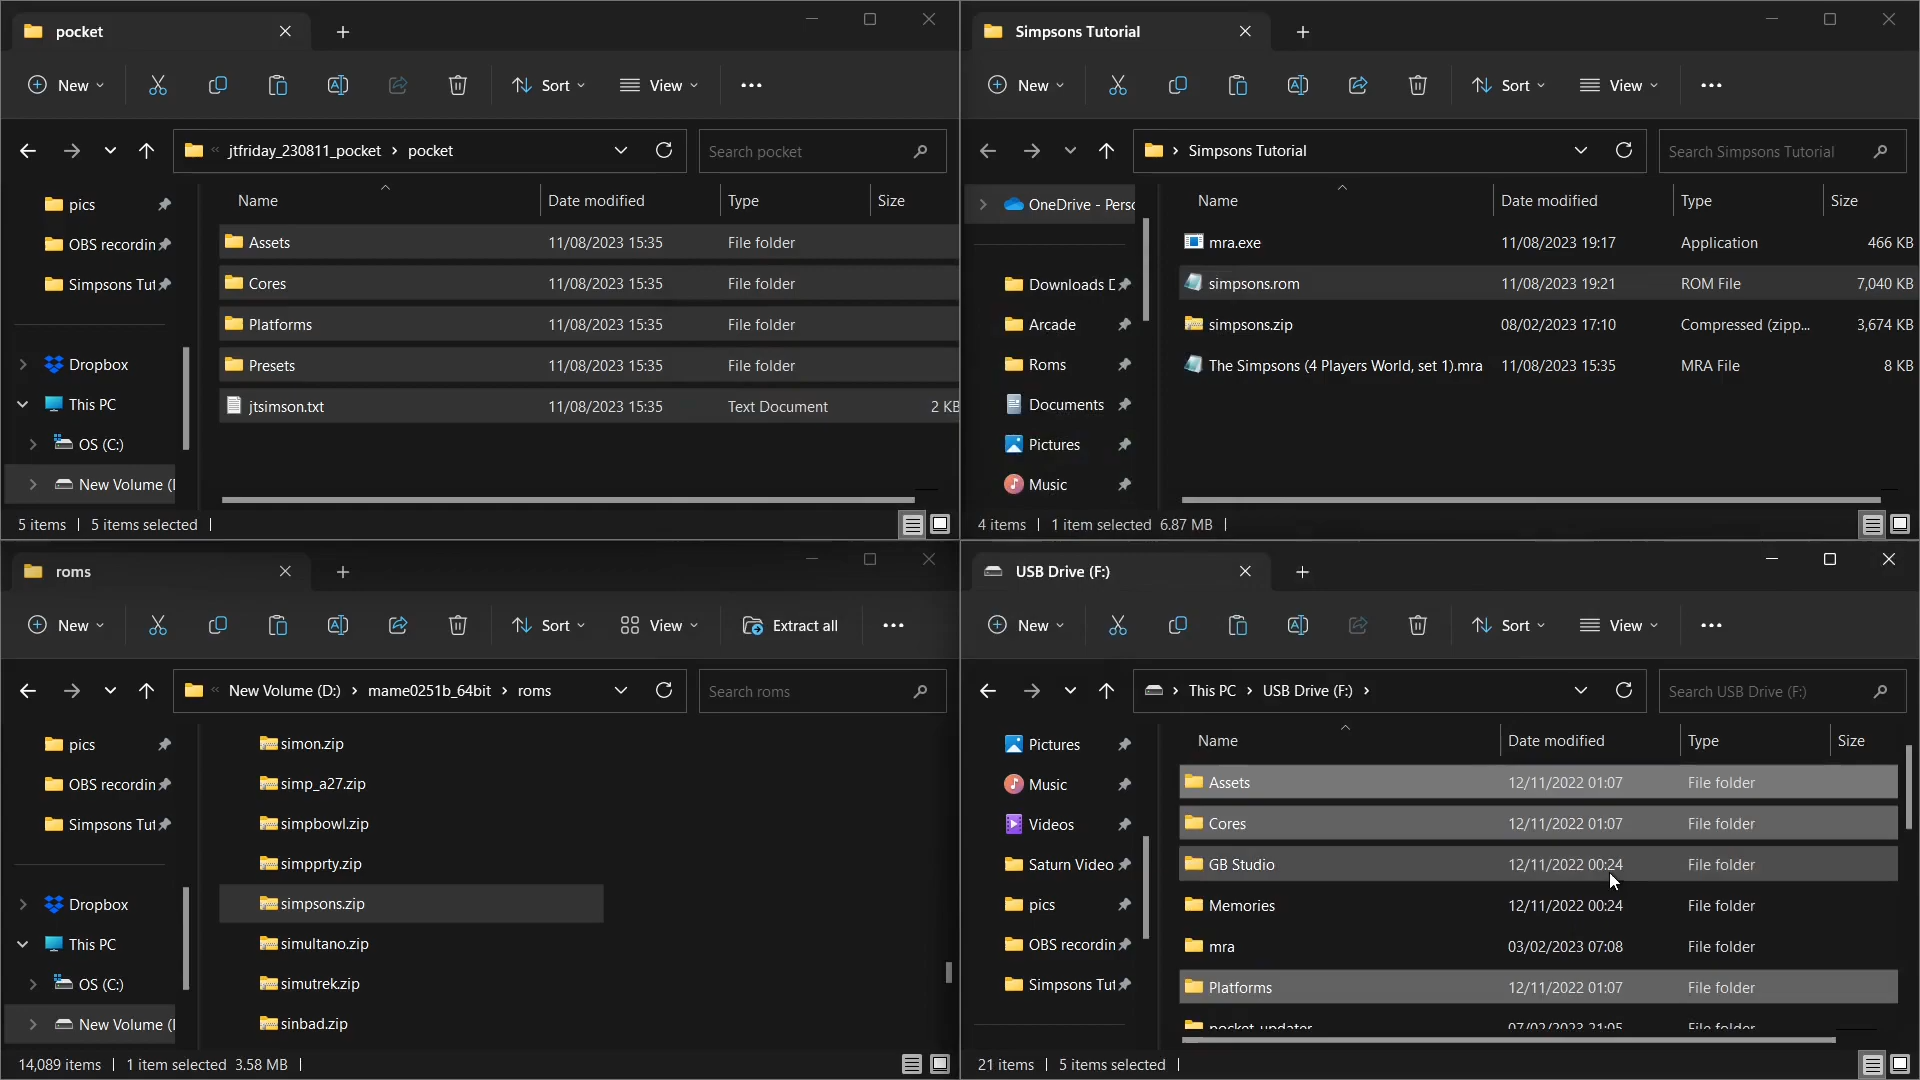 pocket
New
Sort
View
jtfriday_230811_pocket
pocket
Search pocket
pics
OBS recordin
Simpsons Tut
Dropbox
This PC
OS (C:)
New Volume (
Name Date modified Type Size
Assets 11/08/2023 15:35 File folder
Cores 11/08/2023 15:35 File folder
Platforms 11/08/2023 15:35 File folder
Presets 11/08/2023 15:35 File folder
jtsimson.txt 11/08/2023 15:35 Text Document 2 KB
5 items 5 items selected
Simpsons Tutorial
New
Sort
View
Simpsons Tutorial
Search Simpsons Tutorial
OneDrive - Perso
Downloads
Arcade
Roms
Documents
Pictures
Music
Name Date modified Type Size
mra.exe 11/08/2023 19:17 Application 466 KB
simpsons.rom 11/08/2023 19:21 ROM File 7,040 KB
simpsons.zip 08/02/2023 17:10 Compressed (zipp... 3,674 KB
The Simpsons (4 Players World, set 1).mra 11/08/2023 15:35 MRA File 8 KB
4 items 1 item selected 6.87 MB
roms
New
Sort
View
Extract all
New Volume (D:)
mame0251b_64bit
roms
Search roms
pics
OBS recordin
Simpsons Tut
Dropbox
This PC
OS (C:)
New Volume (
simon.zip
simp_a27.zip
simpbowl.zip
simpprty.zip
simpsons.zip
simultano.zip
simutrek.zip
sinbad.zip
14,089 items 1 item selected 3.58 MB
USB Drive (F:)
New
Sort
View
This PC
USB Drive (F:)
Search USB Drive (F:)
Pictures
Music
Videos
Saturn Video
pics
OBS recordin
Simpsons Tut
Name Date modified Type Size
Assets 12/11/2022 01:07 File folder
Cores 12/11/2022 01:07 File folder
GB Studio 12/11/2022 00:24 File folder
Memories 12/11/2022 00:24 File folder
mra 03/02/2023 07:08 File folder
Platforms 12/11/2022 01:07 File folder
pocket updater 07/02/2023 21:05 File folder
21 items 5 items selected